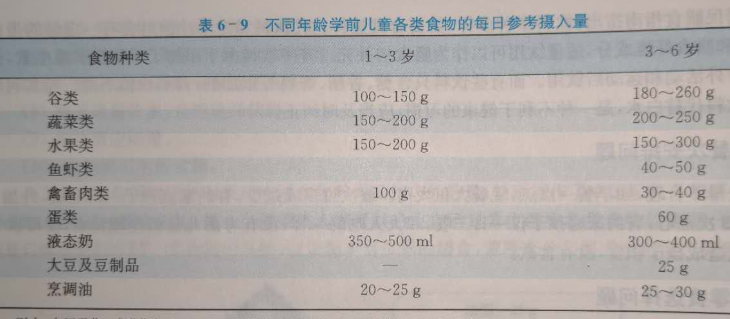 表 6-9 不同年龄学前儿童各类食物的每日参考摄入量
食物种类 1～3 岁 3～6 岁
谷类 100～150 g 180～260 g
蔬菜类 150～200 g 200～250 g
水果类 150～200 g 150～300 g
鱼虾类 40～50 g
禽畜肉类 100 g 30～40 g
蛋类 60 g
液态奶 350～500 ml 300～400 ml
大豆及豆制品 — 25 g
烹调油 20～25 g 25～30 g